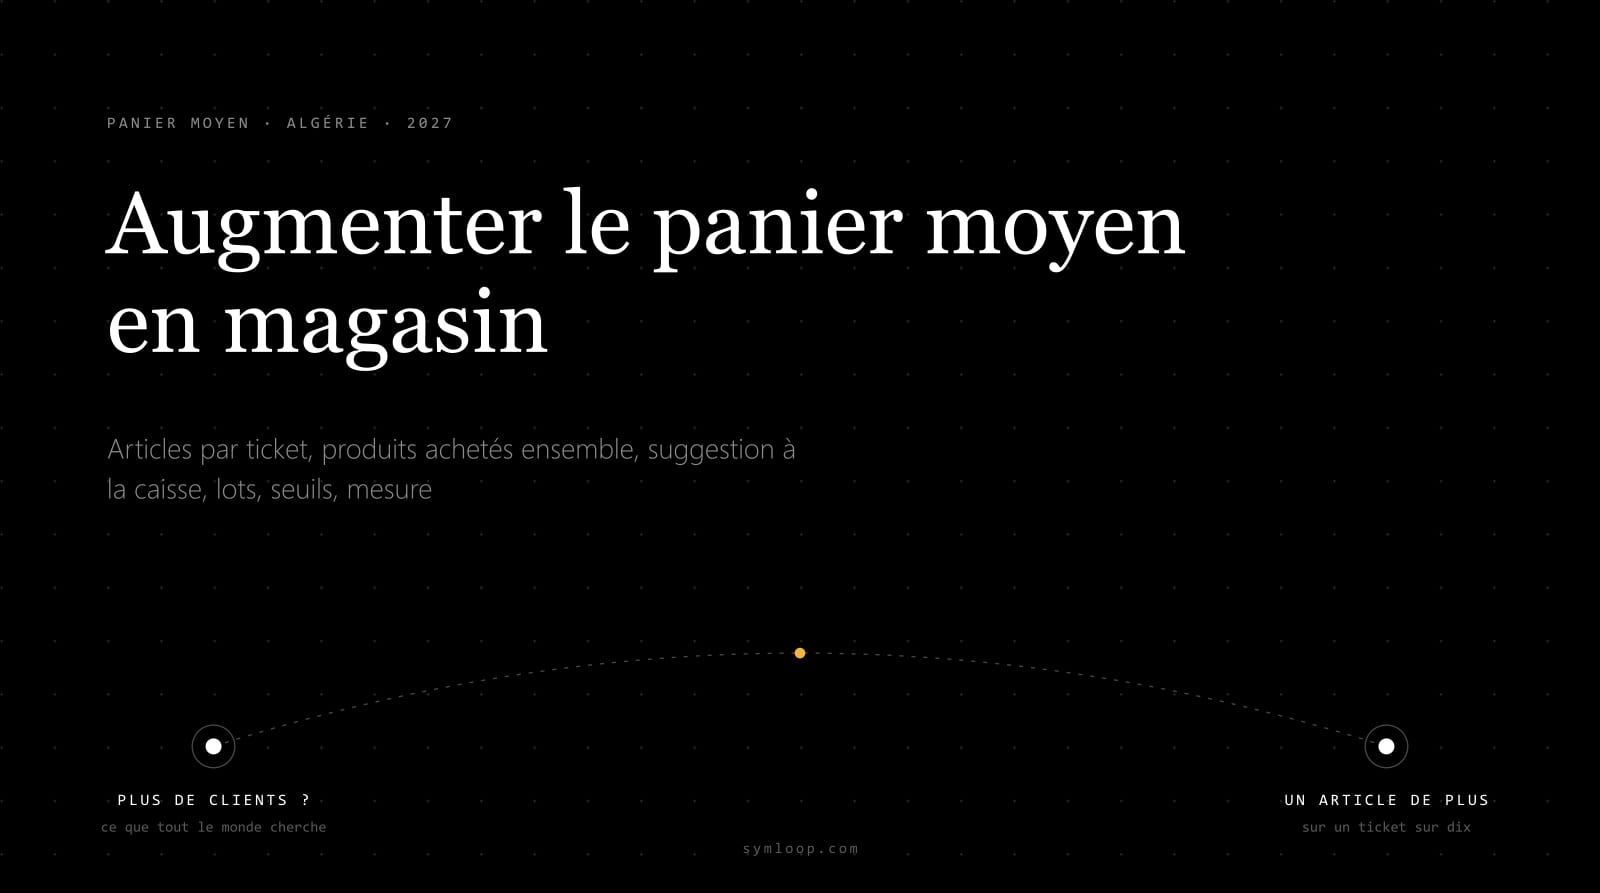 PANIER MOYEN · ALGÉRIE · 2027
Augmenter le panier moyen
en magasin
Articles par ticket, produits achetés ensemble, suggestion à
la caisse, lots, seuils, mesure
PLUS DE CLIENTS ?
ce que tout le monde cherche
UN ARTICLE DE PLUS
sur un ticket sur dix
symloop.com